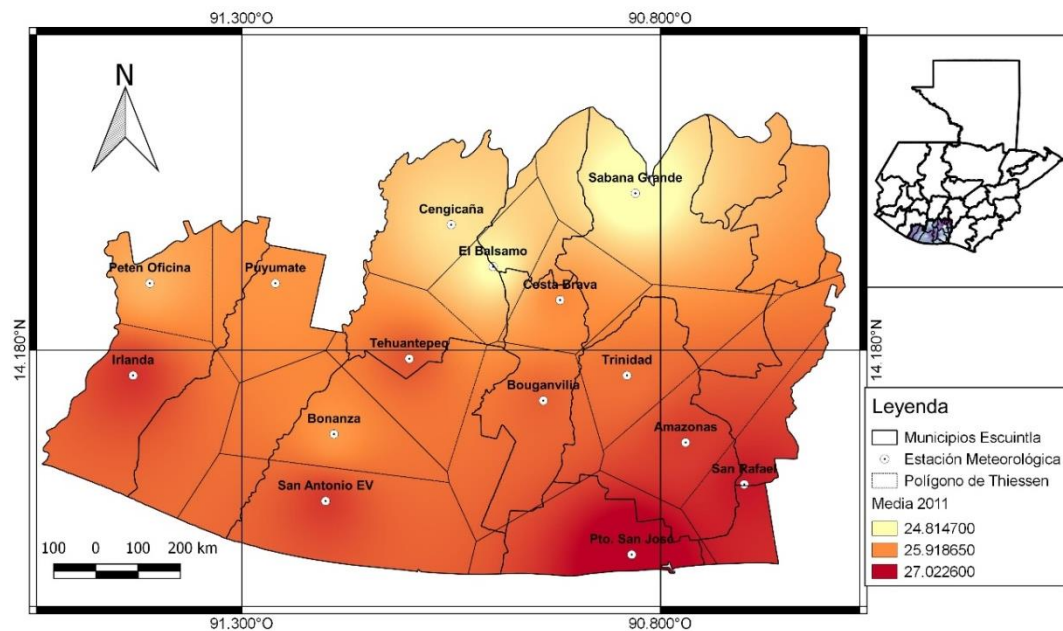 91.300°O
90.800°O
N
Sabana Grande
Cengicaña
El Balsamo
Peten Oficina
Puyumate
Costa Brava
14.180°N
14.180°N
Tehuantepeq
Irlanda
Trinidad
Bouganvilia
Leyenda
Bonanza
Amazonas
Municipios Escuintla
Estación Meteorológica
San Rafael
Polígono de Thiessen
San Antonio EV
Media 2011
24.814700
Pto. San José
25.918650
100 0 100 200 km
27.022600
91.300°O
90.800°O